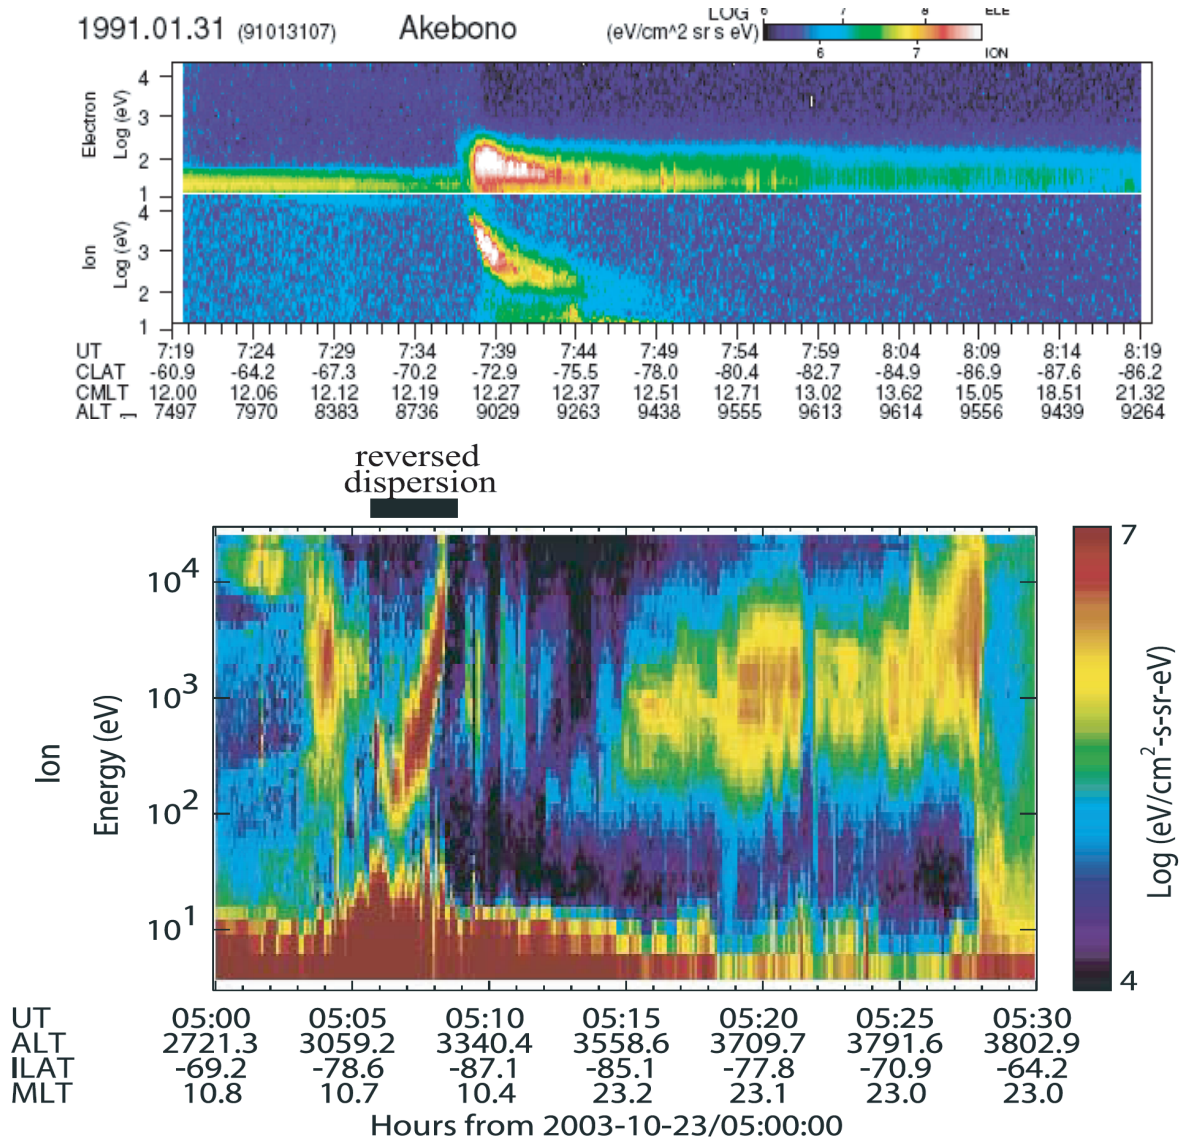 1991.01.31 (91013107) Akebono LOG 6 7 8 ELE
(eV/cm^2 sr s eV) 6 7 ION
Electron Log (eV) 4 3 2 1
Ion Log (eV) 4 3 2 1
UT 7:19 7:24 7:29 7:34 7:39 7:44 7:49 7:54 7:59 8:04 8:09 8:14 8:19
CLAT -60.9 -64.2 -67.3 -70.2 -72.9 -75.5 -78.0 -80.4 -82.7 -84.9 -86.9 -87.6 -86.2
CMLT 12.00 12.06 12.12 12.19 12.27 12.37 12.51 12.71 13.02 13.62 15.05 18.51 21.32
ALT 7497 7970 8383 8736 9029 9263 9438 9555 9613 9614 9556 9439 9264
reversed
dispersion
Ion
Energy (eV)
10⁴
10³
10²
10¹
7
4
Log (eV/cm²-s-sr-eV)
UT 05:00 05:05 05:10 05:15 05:20 05:25 05:30
ALT 2721.3 3059.2 3340.4 3558.6 3709.7 3791.6 3802.9
ILAT -69.2 -78.6 -87.1 -85.1 -77.8 -70.9 -64.2
MLT 10.8 10.7 10.4 23.2 23.1 23.0 23.0
Hours from 2003-10-23/05:00:00